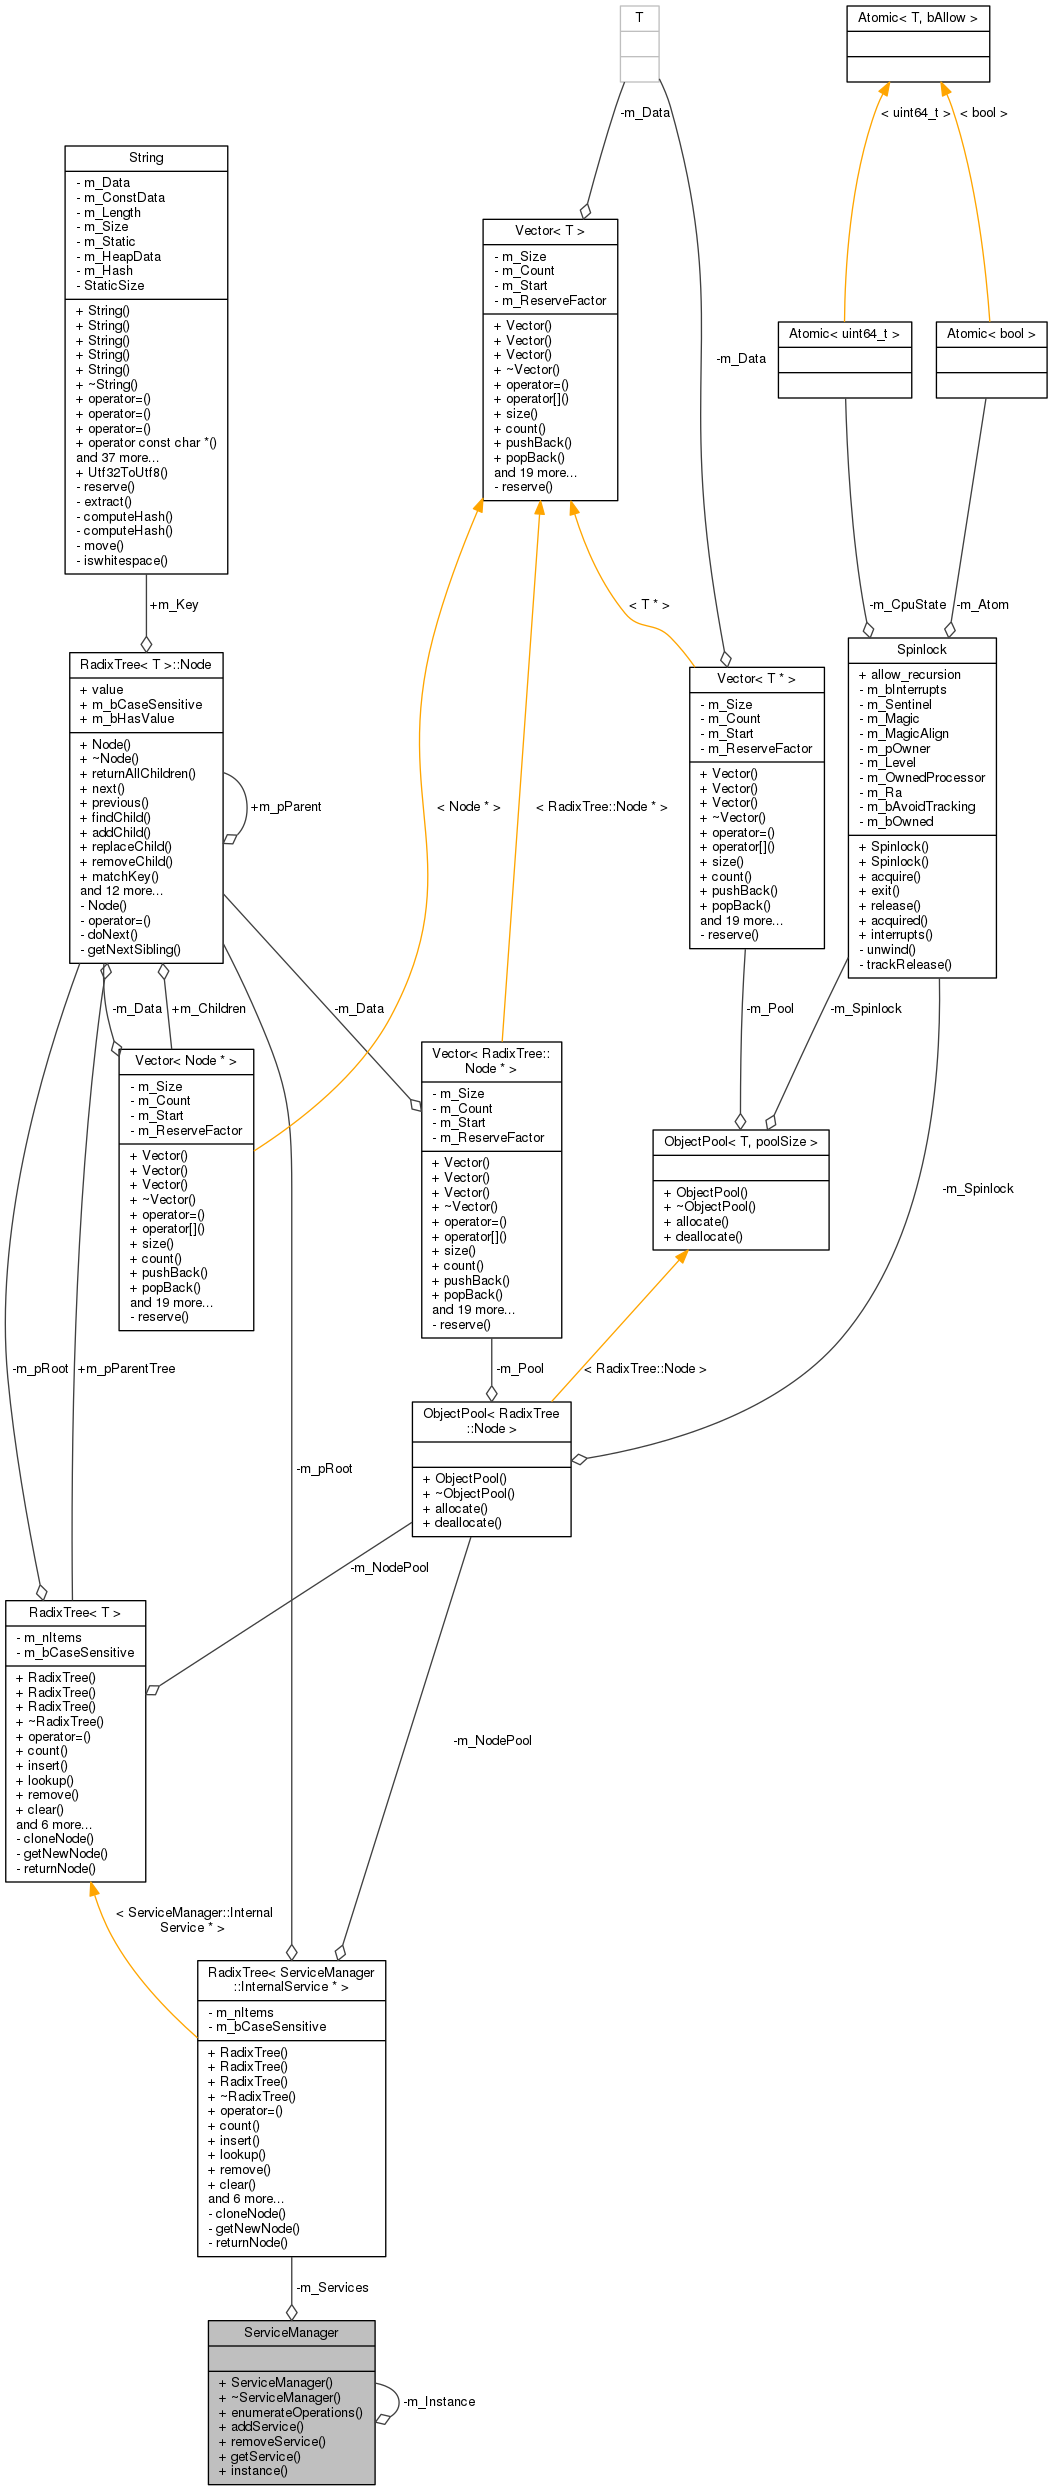 T
Atomic< T, bAllow >
-m_Data
< uint64_t >
< bool >
String
- m_Data
- m_ConstData
- m_Length
- m_Size
- m_Static
- m_HeapData
- m_Hash
- StaticSize
+ String()
+ String()
+ String()
+ String()
+ String()
+ ~String()
+ operator=()
+ operator=()
+ operator=()
+ operator const char *()
and 37 more...
+ Utf32ToUtf8()
- reserve()
- extract()
- computeHash()
- computeHash()
- move()
- iswhitespace()
Vector< T >
- m_Size
- m_Count
- m_Start
- m_ReserveFactor
+ Vector()
+ Vector()
+ Vector()
+ ~Vector()
+ operator=()
+ operator[]()
+ size()
+ count()
+ pushBack()
+ popBack()
and 19 more...
- reserve()
-m_Data
Atomic< uint64_t >
Atomic< bool >
+m_Key
< T * >
-m_CpuState
-m_Atom
RadixTree< T >::Node
+ value
+ m_bCaseSensitive
+ m_bHasValue
+ Node()
+ ~Node()
+ returnAllChildren()
+ next()
+ previous()
+ findChild()
+ addChild()
+ replaceChild()
+ removeChild()
+ matchKey()
and 12 more...
- Node()
- operator=()
- doNext()
- getNextSibling()
+m_pParent
< Node * >
< RadixTree::Node * >
Vector< T * >
- m_Size
- m_Count
- m_Start
- m_ReserveFactor
+ Vector()
+ Vector()
+ Vector()
+ ~Vector()
+ operator=()
+ operator[]()
+ size()
+ count()
+ pushBack()
+ popBack()
and 19 more...
- reserve()
Spinlock
+ allow_recursion
- m_bInterrupts
- m_Sentinel
- m_Magic
- m_MagicAlign
- m_pOwner
- m_Level
- m_OwnedProcessor
- m_Ra
- m_bAvoidTracking
- m_bOwned
+ Spinlock()
+ Spinlock()
+ acquire()
+ exit()
+ release()
+ acquired()
+ interrupts()
- unwind()
- trackRelease()
-m_Data
+m_Children
-m_Data
-m_Pool
-m_Spinlock
Vector< Node * >
- m_Size
- m_Count
- m_Start
- m_ReserveFactor
+ Vector()
+ Vector()
+ Vector()
+ ~Vector()
+ operator=()
+ operator[]()
+ size()
+ count()
+ pushBack()
+ popBack()
and 19 more...
- reserve()
Vector< RadixTree::
Node * >
- m_Size
- m_Count
- m_Start
- m_ReserveFactor
+ Vector()
+ Vector()
+ Vector()
+ ~Vector()
+ operator=()
+ operator[]()
+ size()
+ count()
+ pushBack()
+ popBack()
and 19 more...
- reserve()
ObjectPool< T, poolSize >
+ ObjectPool()
+ ~ObjectPool()
+ allocate()
+ deallocate()
-m_Spinlock
-m_pRoot
+m_pParentTree
-m_Pool
< RadixTree::Node >
ObjectPool< RadixTree
::Node >
+ ObjectPool()
+ ~ObjectPool()
+ allocate()
+ deallocate()
-m_pRoot
-m_NodePool
RadixTree< T >
- m_nItems
- m_bCaseSensitive
+ RadixTree()
+ RadixTree()
+ RadixTree()
+ ~RadixTree()
+ operator=()
+ count()
+ insert()
+ lookup()
+ remove()
+ clear()
and 6 more...
- cloneNode()
- getNewNode()
- returnNode()
-m_NodePool
< ServiceManager::Internal
Service * >
RadixTree< ServiceManager
::InternalService * >
- m_nItems
- m_bCaseSensitive
+ RadixTree()
+ RadixTree()
+ RadixTree()
+ ~RadixTree()
+ operator=()
+ count()
+ insert()
+ lookup()
+ remove()
+ clear()
and 6 more...
- cloneNode()
- getNewNode()
- returnNode()
-m_Services
ServiceManager
+ ServiceManager()
+ ~ServiceManager()
+ enumerateOperations()
+ addService()
+ removeService()
+ getService()
+ instance()
-m_Instance